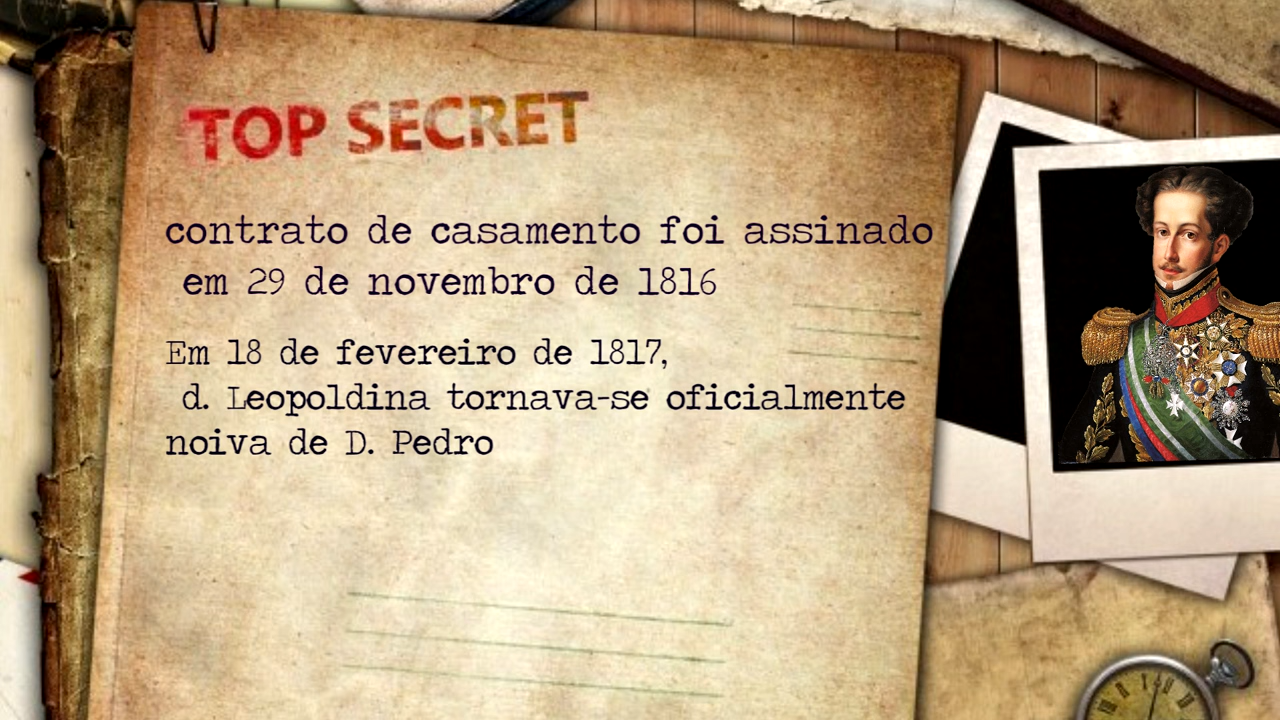 TOP SECRET
contrato de casamento foi assinado
em 29 de novembro de 1816
Em 18 de fevereiro de 1817,
d. Leopoldina tornava-se oficialmente
noiva de D. Pedro